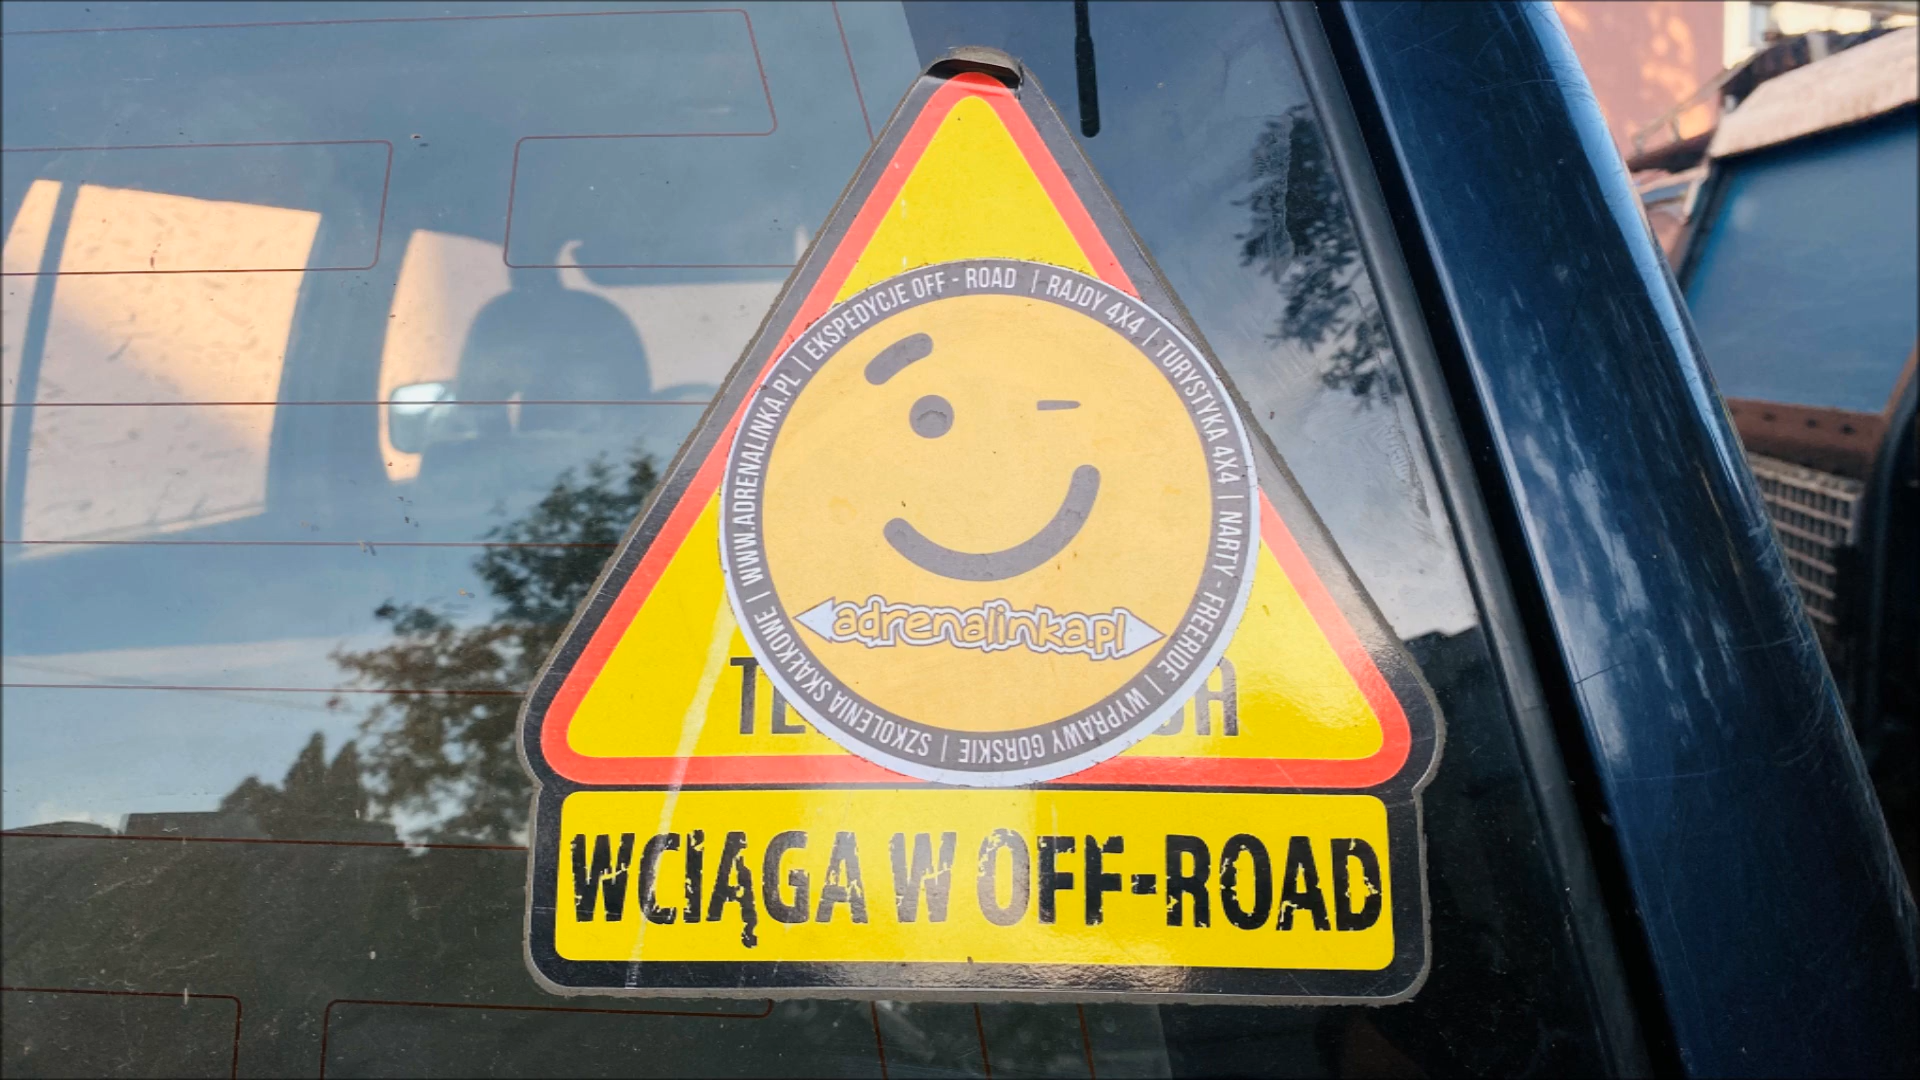 | WWW.ADRENALINKA.PL | EKSPEDYCJE OFF - ROAD | RAJDY 4X4 | TURYSTYKA 4X4 | NARTY - FREERIDE | WYPRAWY GÓRSKIE | SZKOLENIA SKAŁKOWE
adrenalinka.pl
WCIĄGA W OFF-ROAD